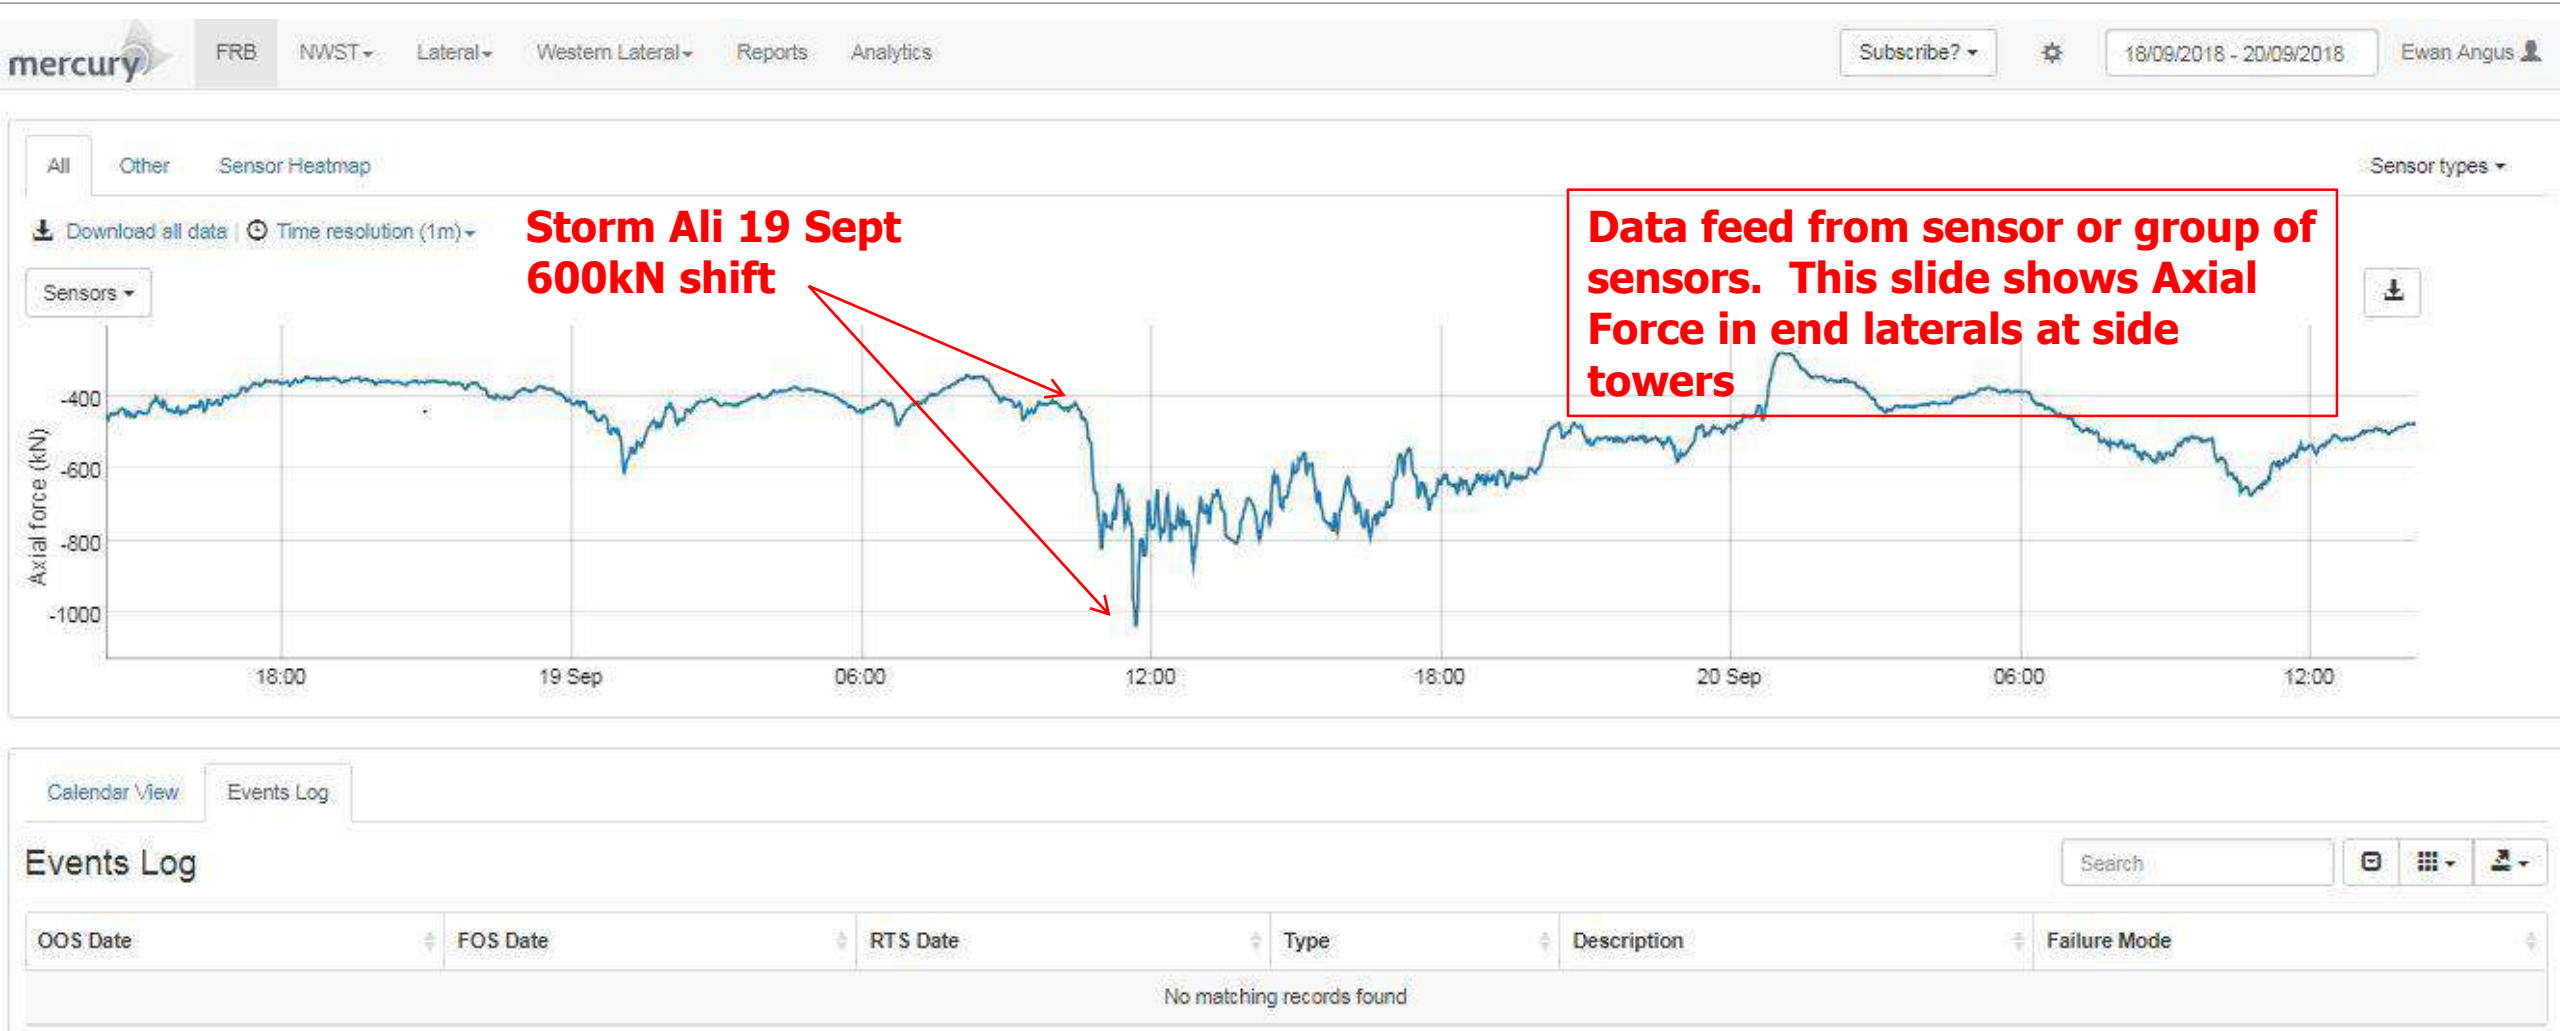 mercury FRB NWST Lateral Western Lateral Reports Analytics Subscribe? 18/09/2018 - 20/09/2018 Ewan Angus
All Other Sensor Heatmap Sensor types
Download all data | Time resolution (1m)
Sensors
Storm Ali 19 Sept
600kN shift
Data feed from sensor or group of
sensors.  This slide shows Axial
Force in end laterals at side
towers
Axial force (kN)
-400
-600
-800
-1000
18:00 19 Sep 06:00 12:00 18:00 20 Sep 06:00 12:00
Calendar View Events Log
Events Log Search
OOS Date FOS Date RTS Date Type Description Failure Mode
No matching records found